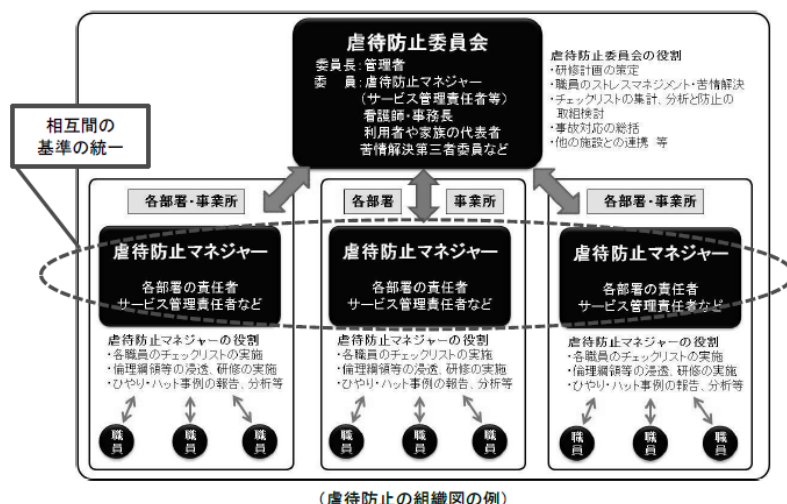 虐待防止委員会
委員長：管理者
委　員：虐待防止マネジャー
（サービス管理責任者等）
看護師・事務長
利用者や家族の代表者
苦情解決第三者委員など
虐待防止委員会の役割
・研修計画の策定
・職員のストレスマネジメント・苦情解決
・チェックリストの集計、分析と防止の
取組検討
・事故対応の総括
・他の施設との連携 等
相互間の
基準の統一
各部署・事業所
各部署
事業所
各部署・事業所
虐待防止マネジャー
各部署の責任者
サービス管理責任者など
虐待防止マネジャー
各部署の責任者
サービス管理責任者など
虐待防止マネジャー
各部署の責任者
サービス管理責任者など
虐待防止マネジャーの役割
・各職員のチェックリストの実施
・倫理綱領等の浸透、研修の実施
・ひやり・ハット事例の報告、分析等
虐待防止マネジャーの役割
・各職員のチェックリストの実施
・倫理綱領等の浸透、研修の実施
・ひやり・ハット事例の報告、分析等
虐待防止マネジャーの役割
・各職員のチェックリストの実施
・倫理綱領等の浸透、研修の実施
・ひやり・ハット事例の報告、分析等
職員
職員
職員
職員
職員
職員
職員
職員
職員
（虐待防止の組織図の例）